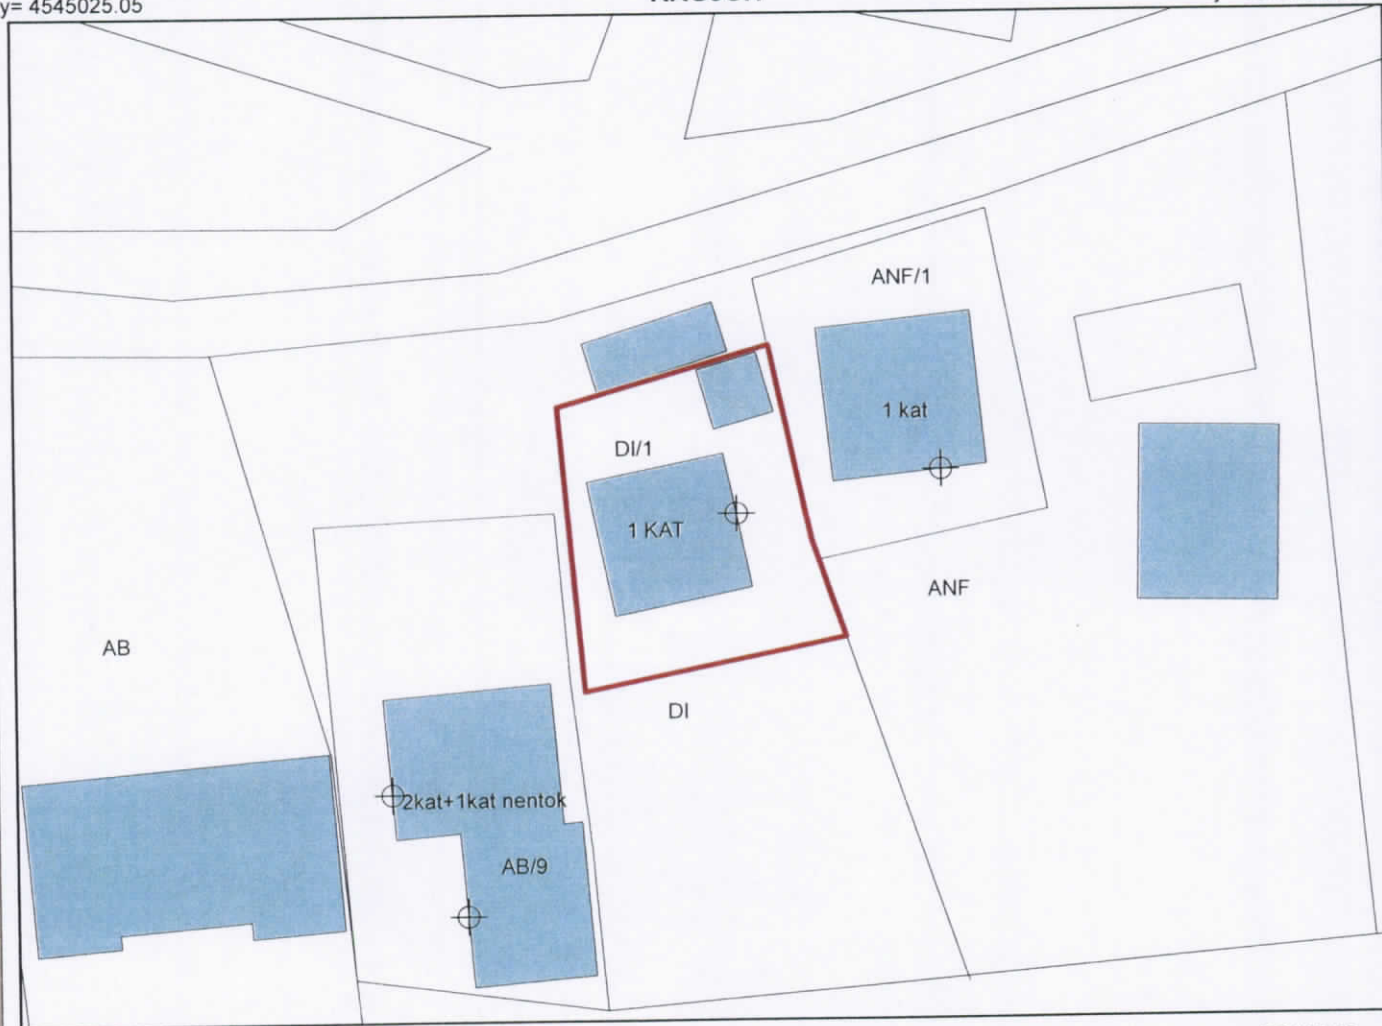 y= 4545025.05
ANF/1
1 kat
DI/1
1 KAT
ANF
AB
DI
2kat+1kat nentok
AB/9